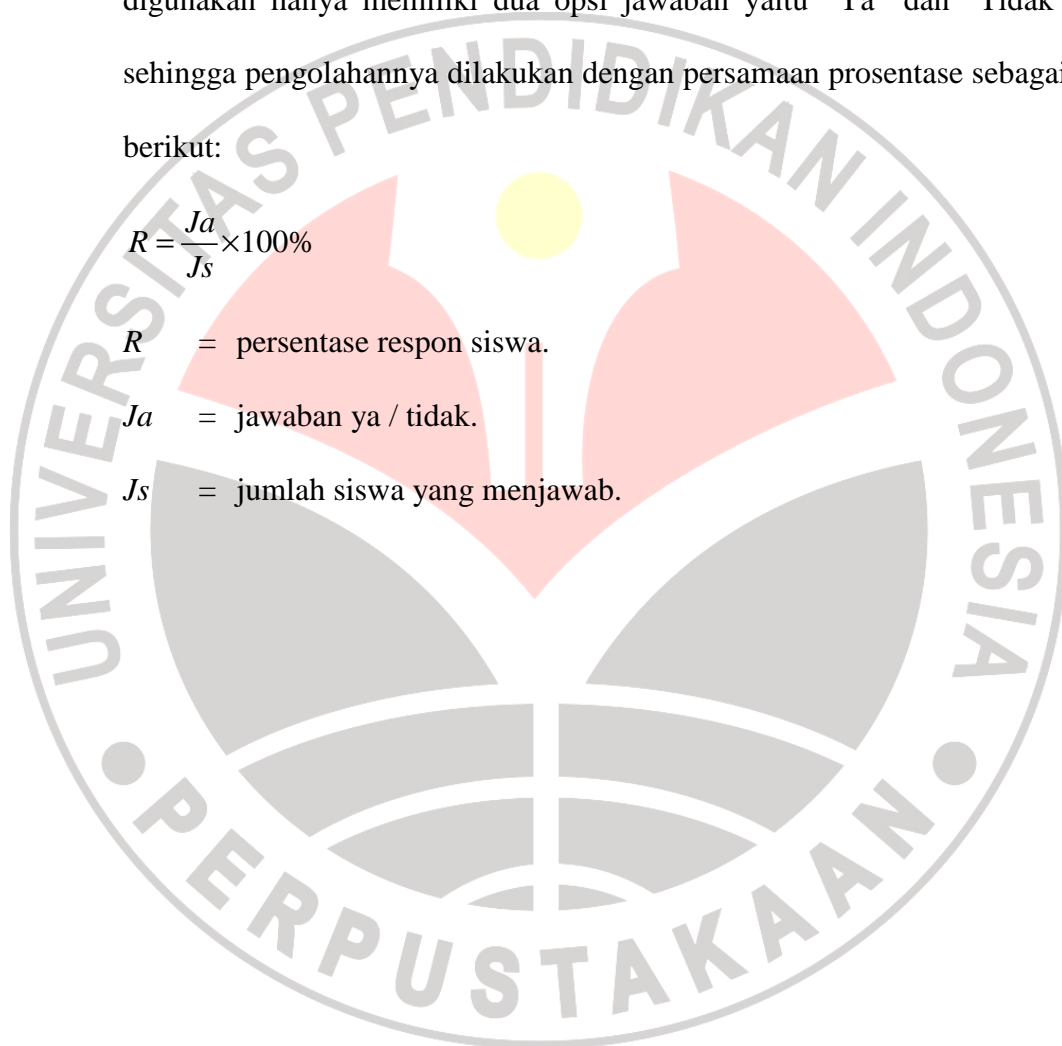 digunakan hanya memiliki dua opsi jawaban yaitu "Ya" dan "Tidak"
sehingga pengolahannya dilakukan dengan persamaan prosentase sebagai
berikut:
R = Ja / Js × 100%
R = persentase respon siswa.
Ja = jawaban ya / tidak.
Js = jumlah siswa yang menjawab.
UNIVERSITAS PENDIDIKAN INDONESIA
PERPUSTAKAAN